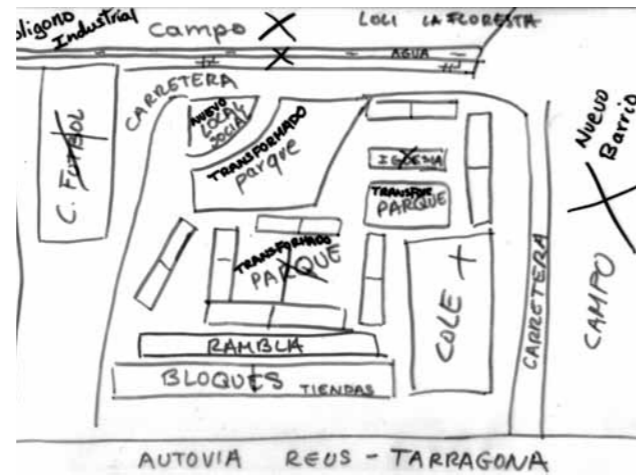 Poligono
Industrial
campo
LOLI LA FLORESTA
AGUA
CARRETERA
C. FUTBOL
NUEVO
LOCAL
SOCIAL
TRANSFORMADO
parque
IGLESIA
TRANSFOR
PARQUE
Nuevo
Barrio
TRANSFORMADO
PARQUE
COLE
CARRETERA
CAMPO
RAMBLA
BLOQUES TIENDAS
AUTOVIA REUS - TARRAGONA